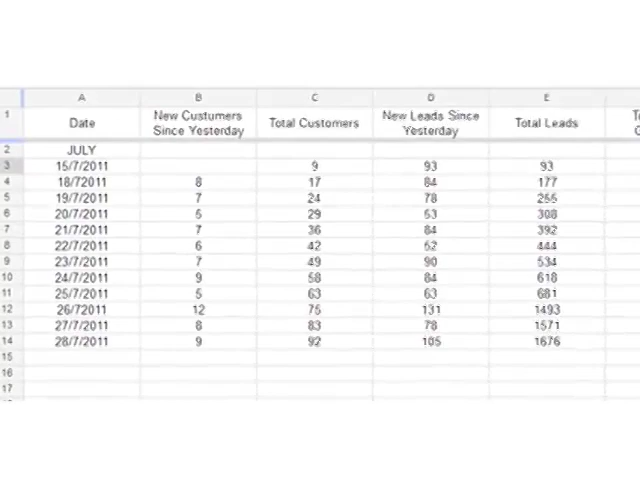 A B C D E
1 Date New Custumers Since Yesterday Total Customers New Leads Since Yesterday Total Leads
2 JULY
3 15/7/2011 9 93 93
4 18/72011 8 17 84 177
5 19/7/2011 7 24 78 255
6 20/7/2011 5 29 53 308
7 21/7/2011 7 36 84 392
8 22/7/2011 6 42 52 444
9 23/7/2011 7 49 90 534
10 24/7/2011 9 58 84 618
11 25/7/2011 5 63 63 681
12 26/72011 12 75 131 1493
13 27/7/2011 8 83 78 1571
14 28/7/2011 9 92 105 1676
15
16
17